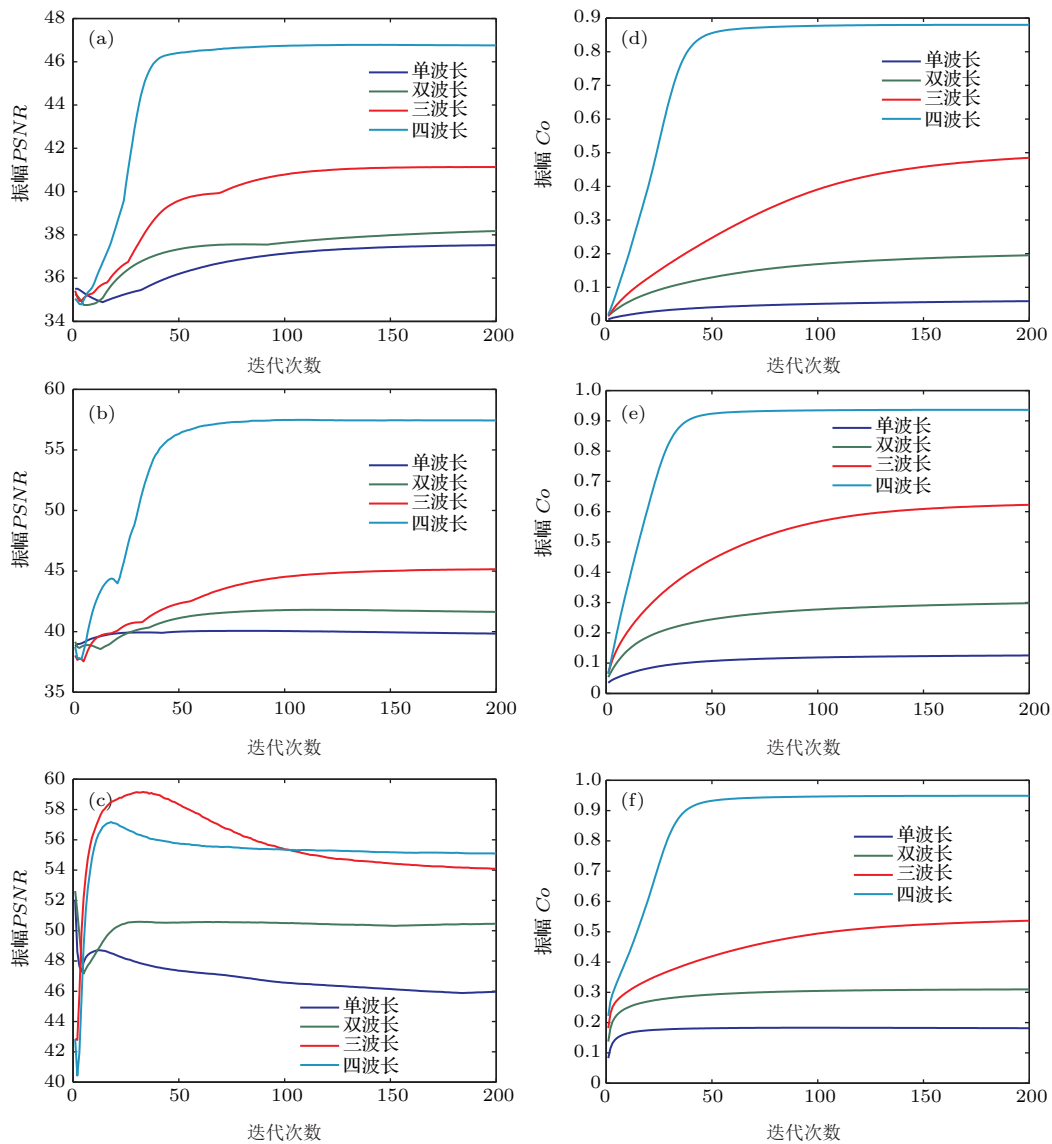 48
46
44
42
40
38
36
34
振幅PSNR
(a)
单波长
双波长
三波长
四波长
0
50
100
150
200
迭代次数
0.9
0.8
0.7
0.6
0.5
0.4
0.3
0.2
0.1
0
振幅 Co
(d)
单波长
双波长
三波长
四波长
0
50
100
150
200
迭代次数
60
55
50
45
40
35
振幅PSNR
(b)
单波长
双波长
三波长
四波长
0
50
100
150
200
迭代次数
1.0
0.9
0.8
0.7
0.6
0.5
0.4
0.3
0.2
0.1
0
振幅 Co
(e)
单波长
双波长
三波长
四波长
0
50
100
150
200
迭代次数
60
58
56
54
52
50
48
46
44
42
40
振幅PSNR
(c)
单波长
双波长
三波长
四波长
0
50
100
150
200
迭代次数
1.0
0.9
0.8
0.7
0.6
0.5
0.4
0.3
0.2
0.1
0
振幅 Co
(f)
单波长
双波长
三波长
四波长
0
50
100
150
200
迭代次数